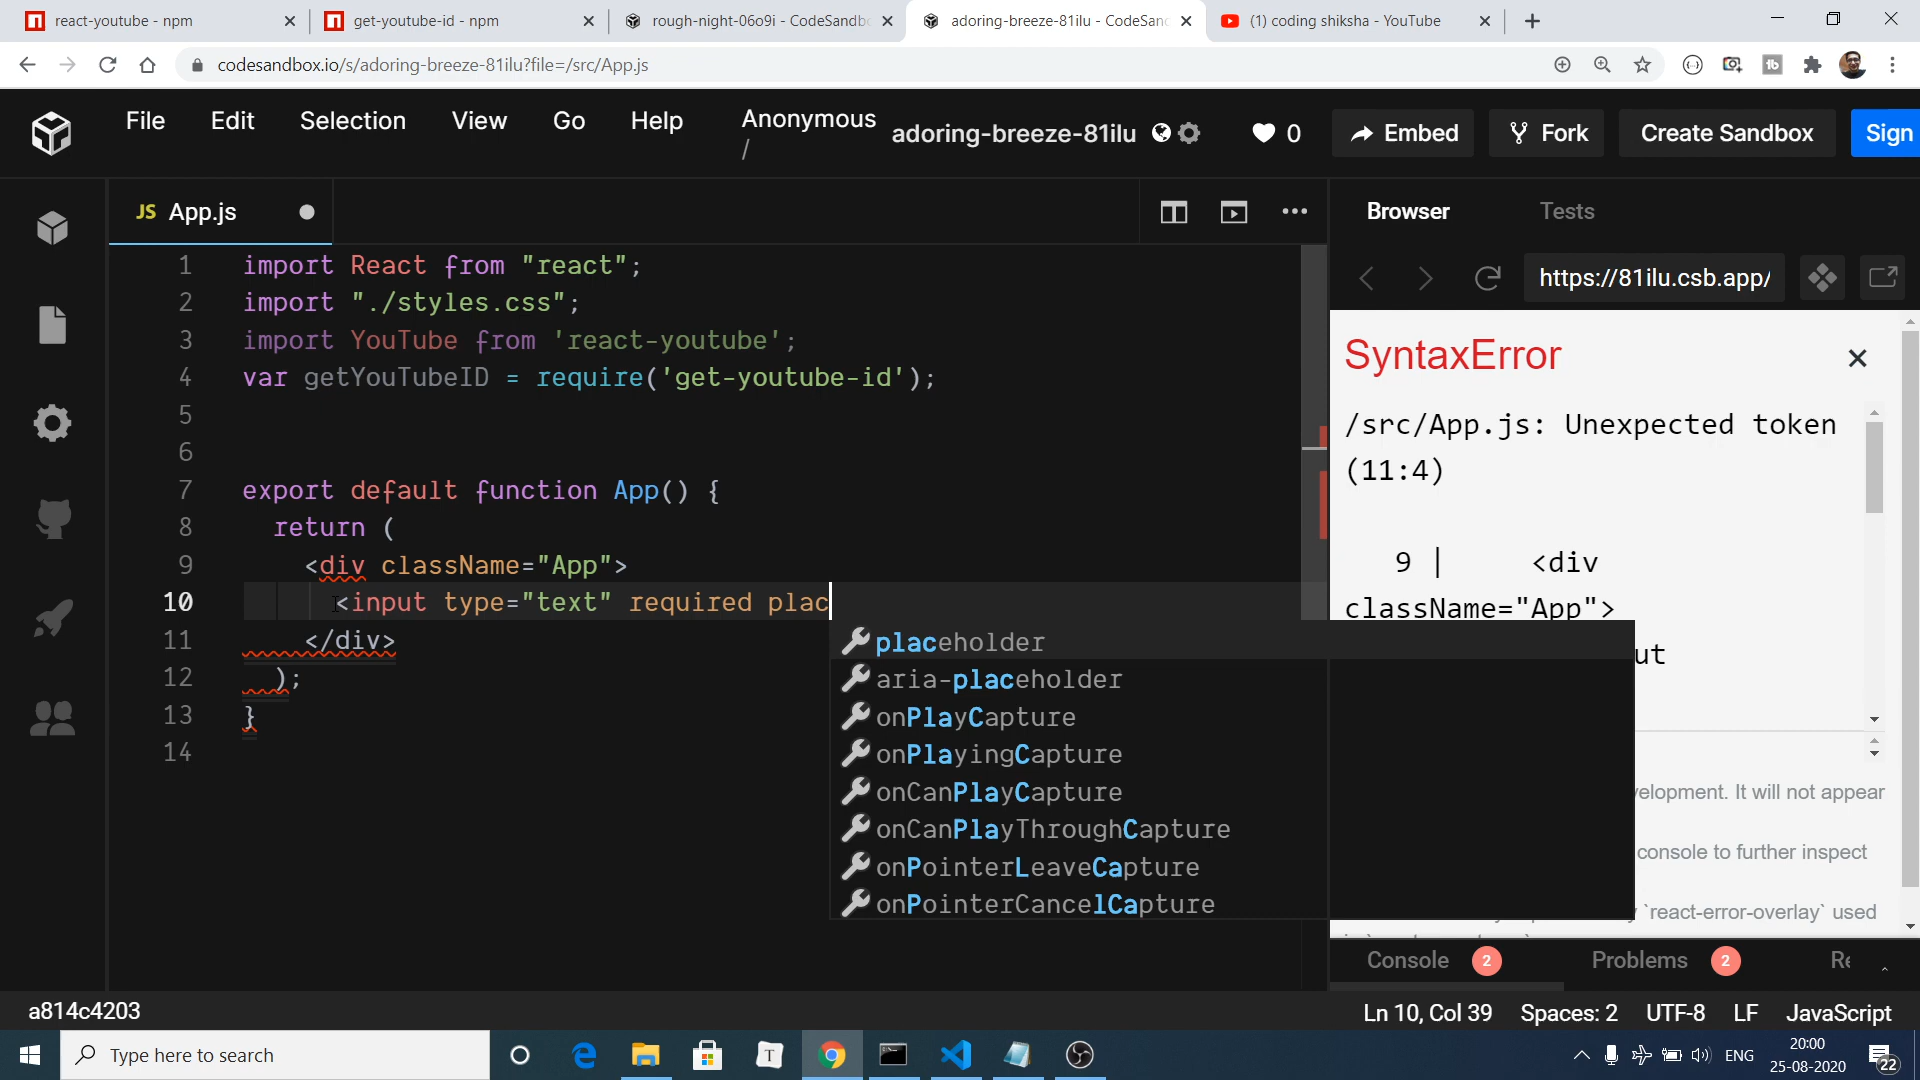 react-youtube - npm
get-youtube-id - npm
rough-night-06o9i - CodeSandb
adoring-breeze-81ilu - CodeSand
(1) coding shiksha - YouTube
codesandbox.io/s/adoring-breeze-81ilu?file=/src/App.js
File Edit Selection View Go Help
Anonymous
/
adoring-breeze-81ilu
0
Embed
Fork
Create Sandbox
Sign
JS App.js
Browser
Tests
https://81ilu.csb.app/
1 import React from "react";
2 import "./styles.css";
3 import YouTube from 'react-youtube';
4 var getYouTubeID = require('get-youtube-id');
5
6
7 export default function App() {
8 return (
9 <div className="App">
10 <input type="text" required plac
11 </div>
12 );
13 }
14
placeholder
aria-placeholder
onPlayCapture
onPlayingCapture
onCanPlayCapture
onCanPlayThroughCapture
onPointerLeaveCapture
onPointerCancelCapture
SyntaxError
/src/App.js: Unexpected token
(11:4)
9 | <div
className="App">
ut
velopment. It will not appear
console to further inspect
`react-error-overlay` used
Console 2
Problems 2
Re
a814c4203
Ln 10, Col 39
Spaces: 2
UTF-8
LF
JavaScript
Type here to search
T
ENG
20:00
25-08-2020
22